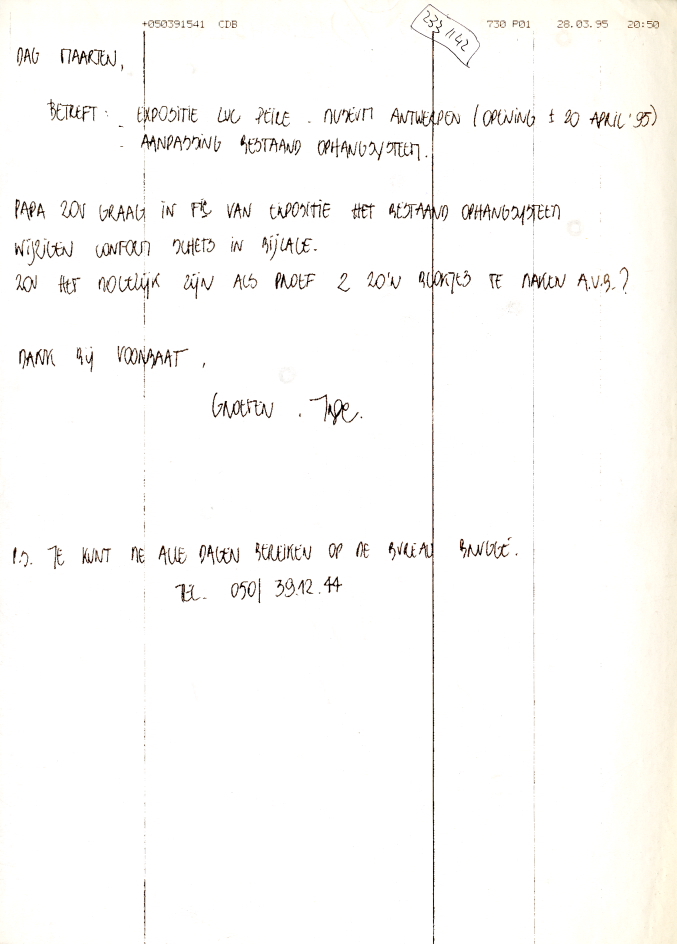 +050391541 CDB 730 P01 28.03.95 20:50
233 1142
DAG MAARTEN,
BETREFT: - EXPOSITIE LUC PEIRE - MUSEUM ANTWERPEN (OPENING ± 20 APRIL '95)
- AANPASSING BESTAAND OPHANGSYSTEEM.
PAPA ZOU GRAAG IN FIE VAN EXPOSITIE HET BESTAAND OPHANGSYSTEEM
WIJZIGEN CONFORM SCHETS IN BIJLAGE.
ZOU HET MOGELIJK ZIJN ALS PROEF 2 ZO'N BLOKJES TE MAKEN A.U.B.?
DANK BIJ VOORBAAT,
GROETEN.
P.S. JE KUNT ME ALLE DAGEN BEREIKEN OP DE BUREAU BRUGGE.
TEL. 050/ 39.12.44